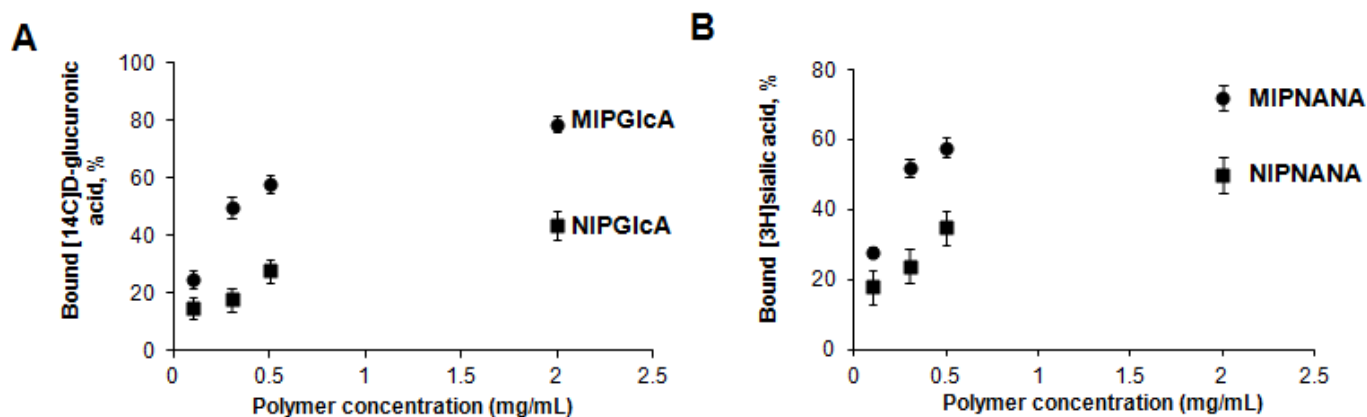 A
Bound [14C]D-glucuronic
acid, %
100
80
60
40
20
0
MIPGlcA
NIPGlcA
0
0.5
1
1.5
2
2.5
Polymer concentration (mg/mL)
B
Bound [3H]sialic acid, %
80
60
40
20
0
MIPNANA
NIPNANA
0
0.5
1
1.5
2
2.5
Polymer concentration (mg/mL)